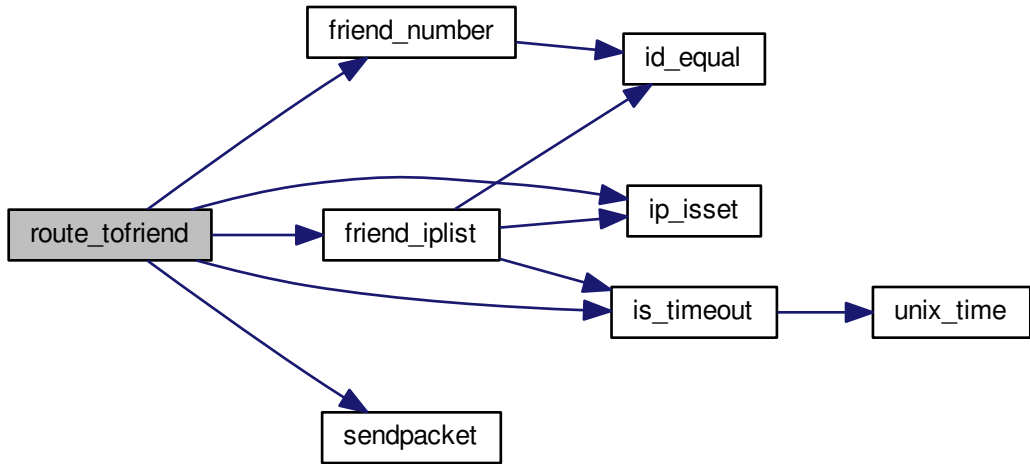 friend_number
id_equal
ip_isset
route_tofriend
friend_iplist
is_timeout
unix_time
sendpacket